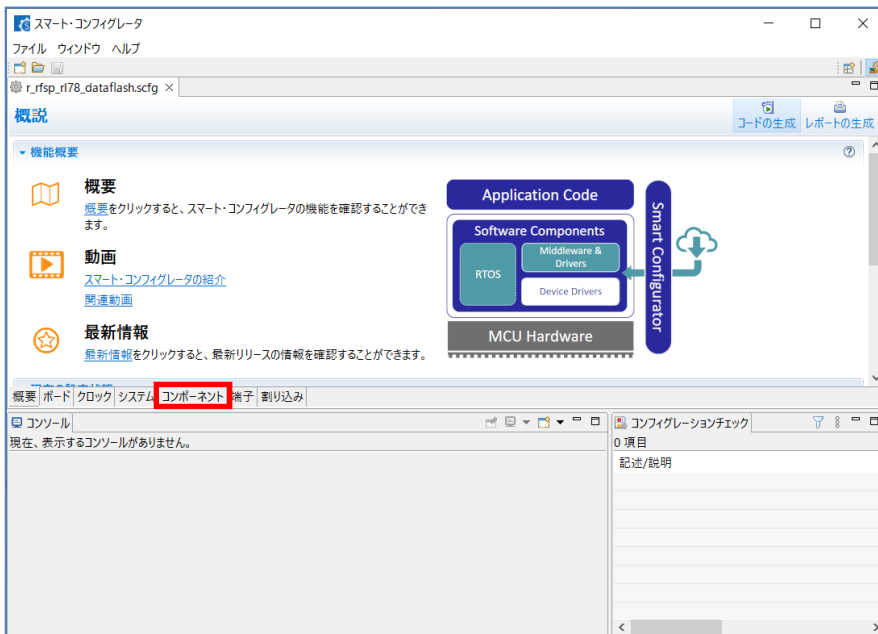 スマート・コンフィグレータ
ファイル ウィンドウ ヘルプ
r_rfsp_rl78_dataflash.scfg
概説
コードの生成 レポートの生成
機能概要
概要
概要をクリックすると、スマート・コンフィグレータの機能を確認することができ
ます。
動画
スマート・コンフィグレータの紹介
関連動画
最新情報
最新情報をクリックすると、最新リリースの情報を確認することができます。
Application Code
Software Components
RTOS
Middleware &
Drivers
Device Drivers
MCU Hardware
Smart Configurator
概要 ボード クロック システム コンポーネント 端子 割り込み
コンソール
現在、表示するコンソールがありません。
コンフィグレーションチェック
0 項目
記述/説明